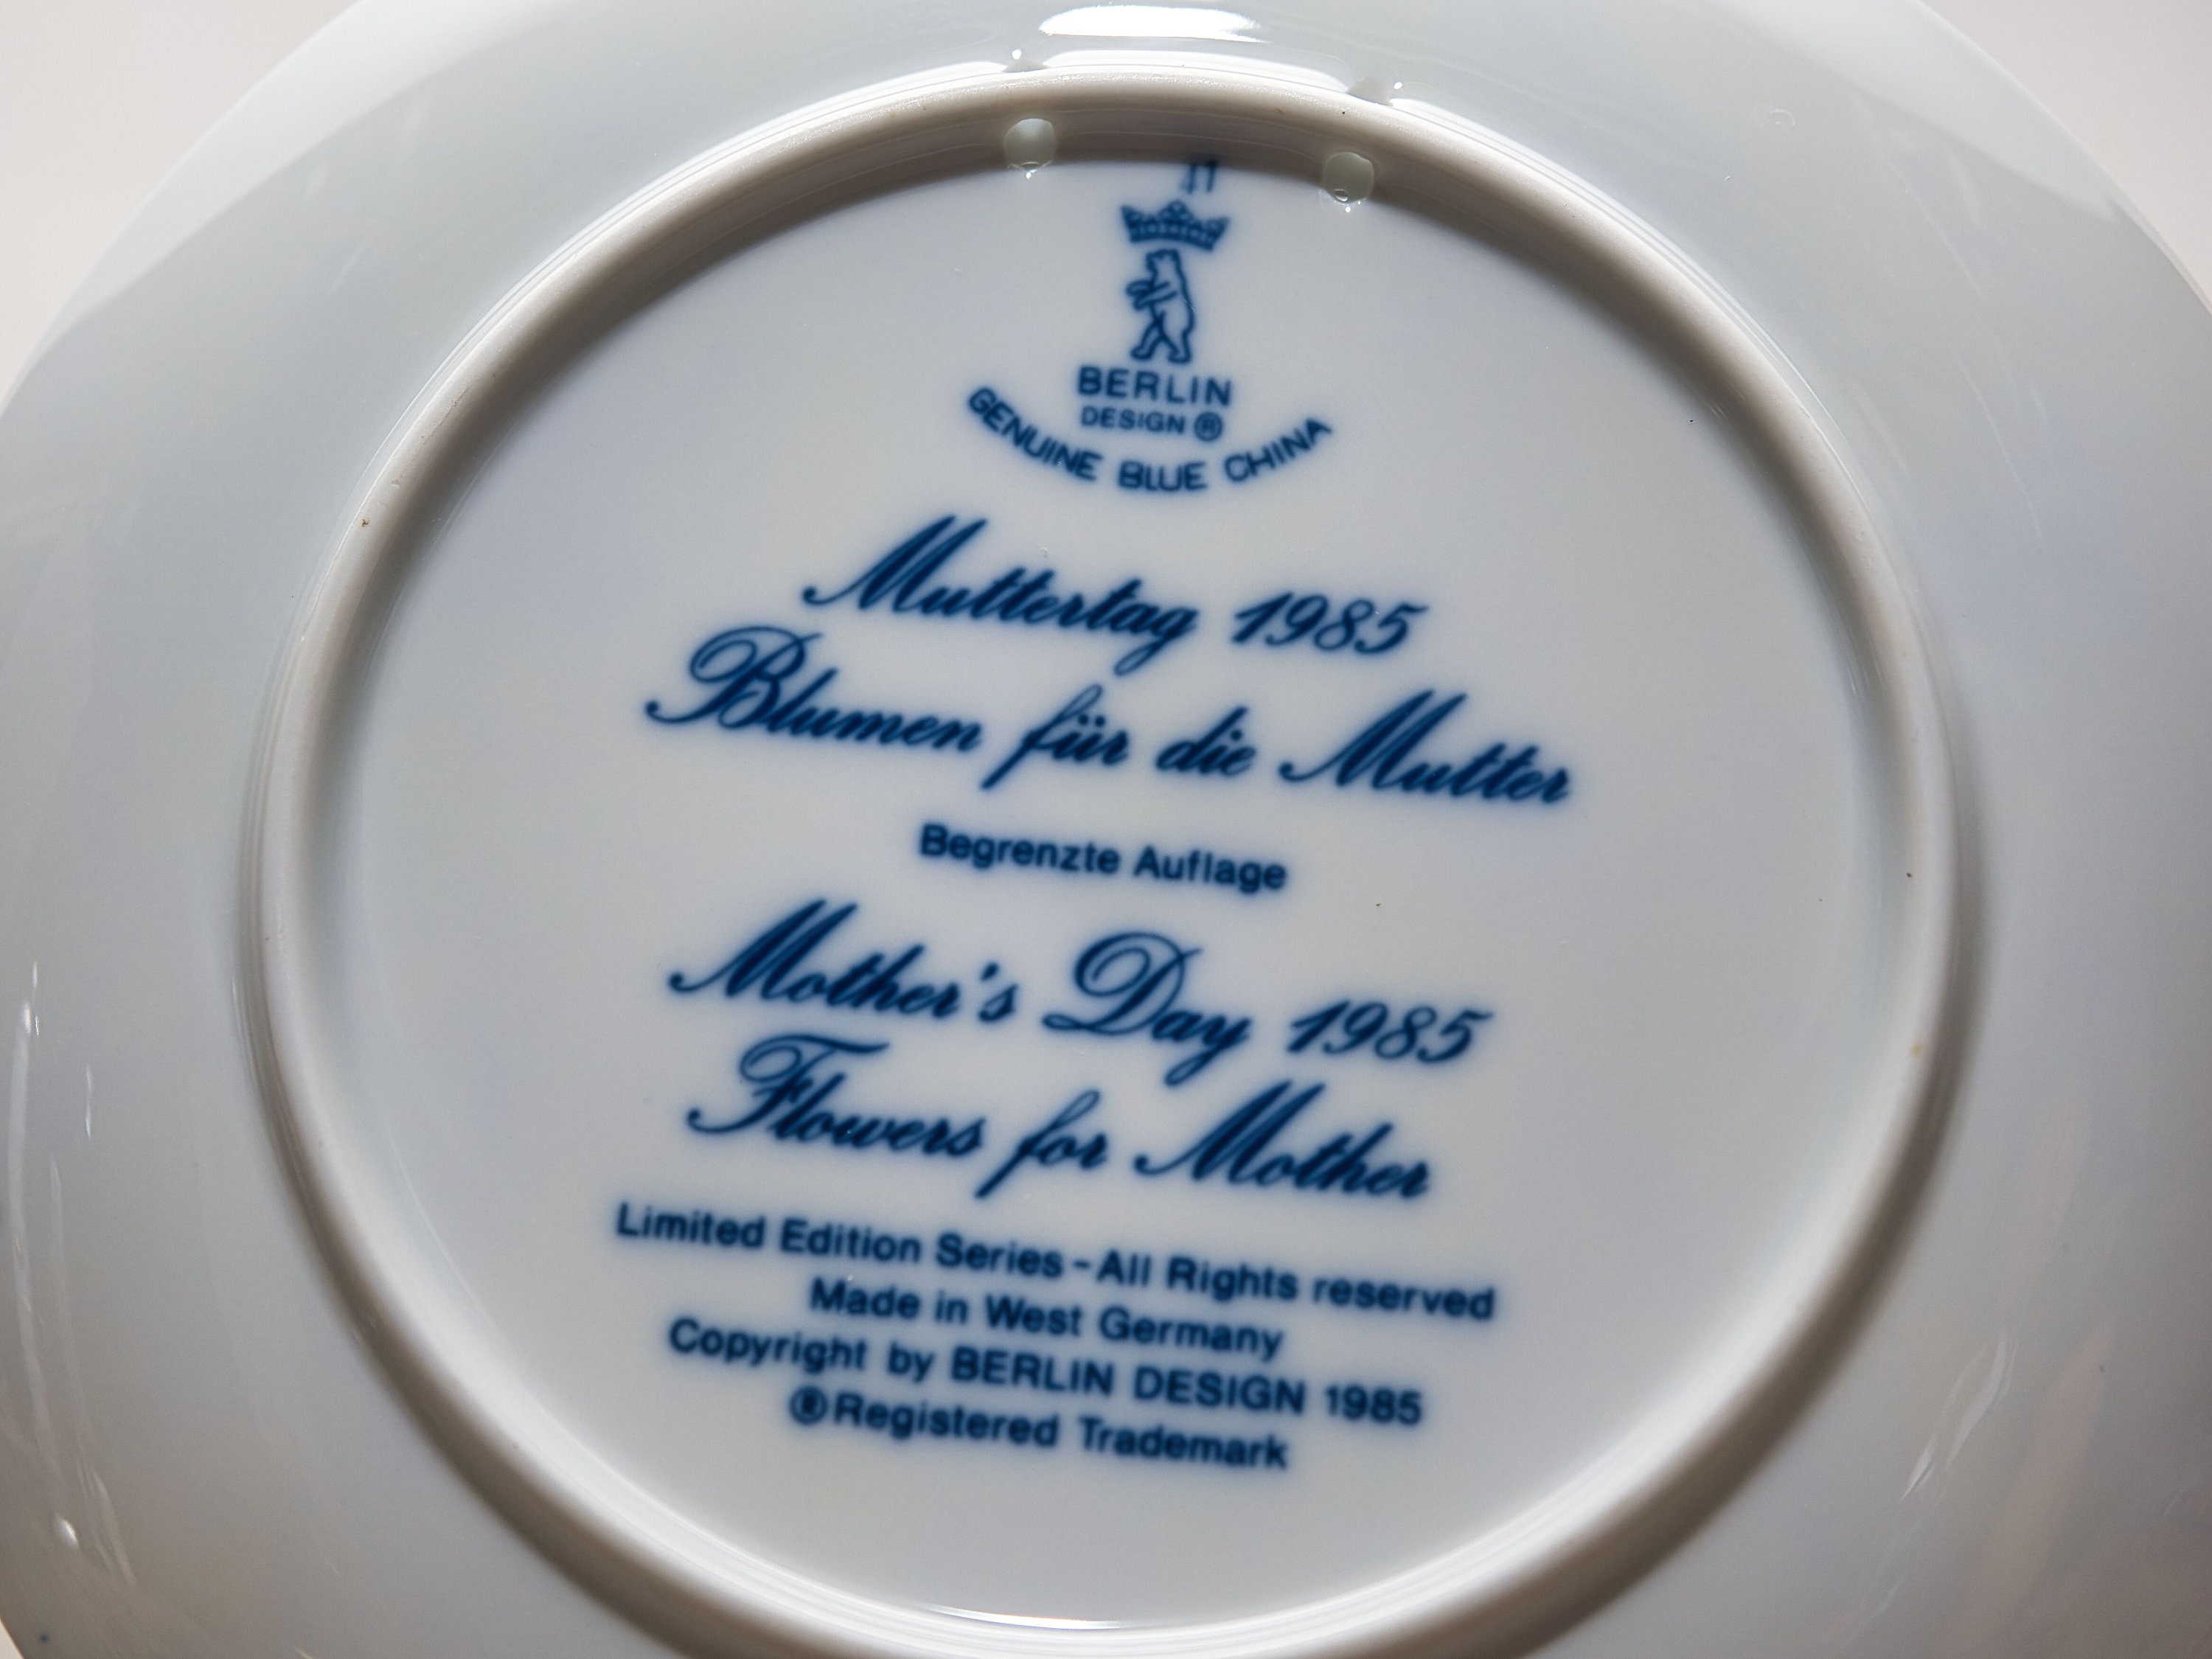 BERLIN
DESIGN ®
GENUINE BLUE CHINA
Muttertag 1985
Blumen für die Mutter
Begrenzte Auflage
Mother's Day 1985
Flowers for Mother
Limited Edition Series - All Rights reserved
Made in West Germany
Copyright by BERLIN DESIGN 1985
® Registered Trademark